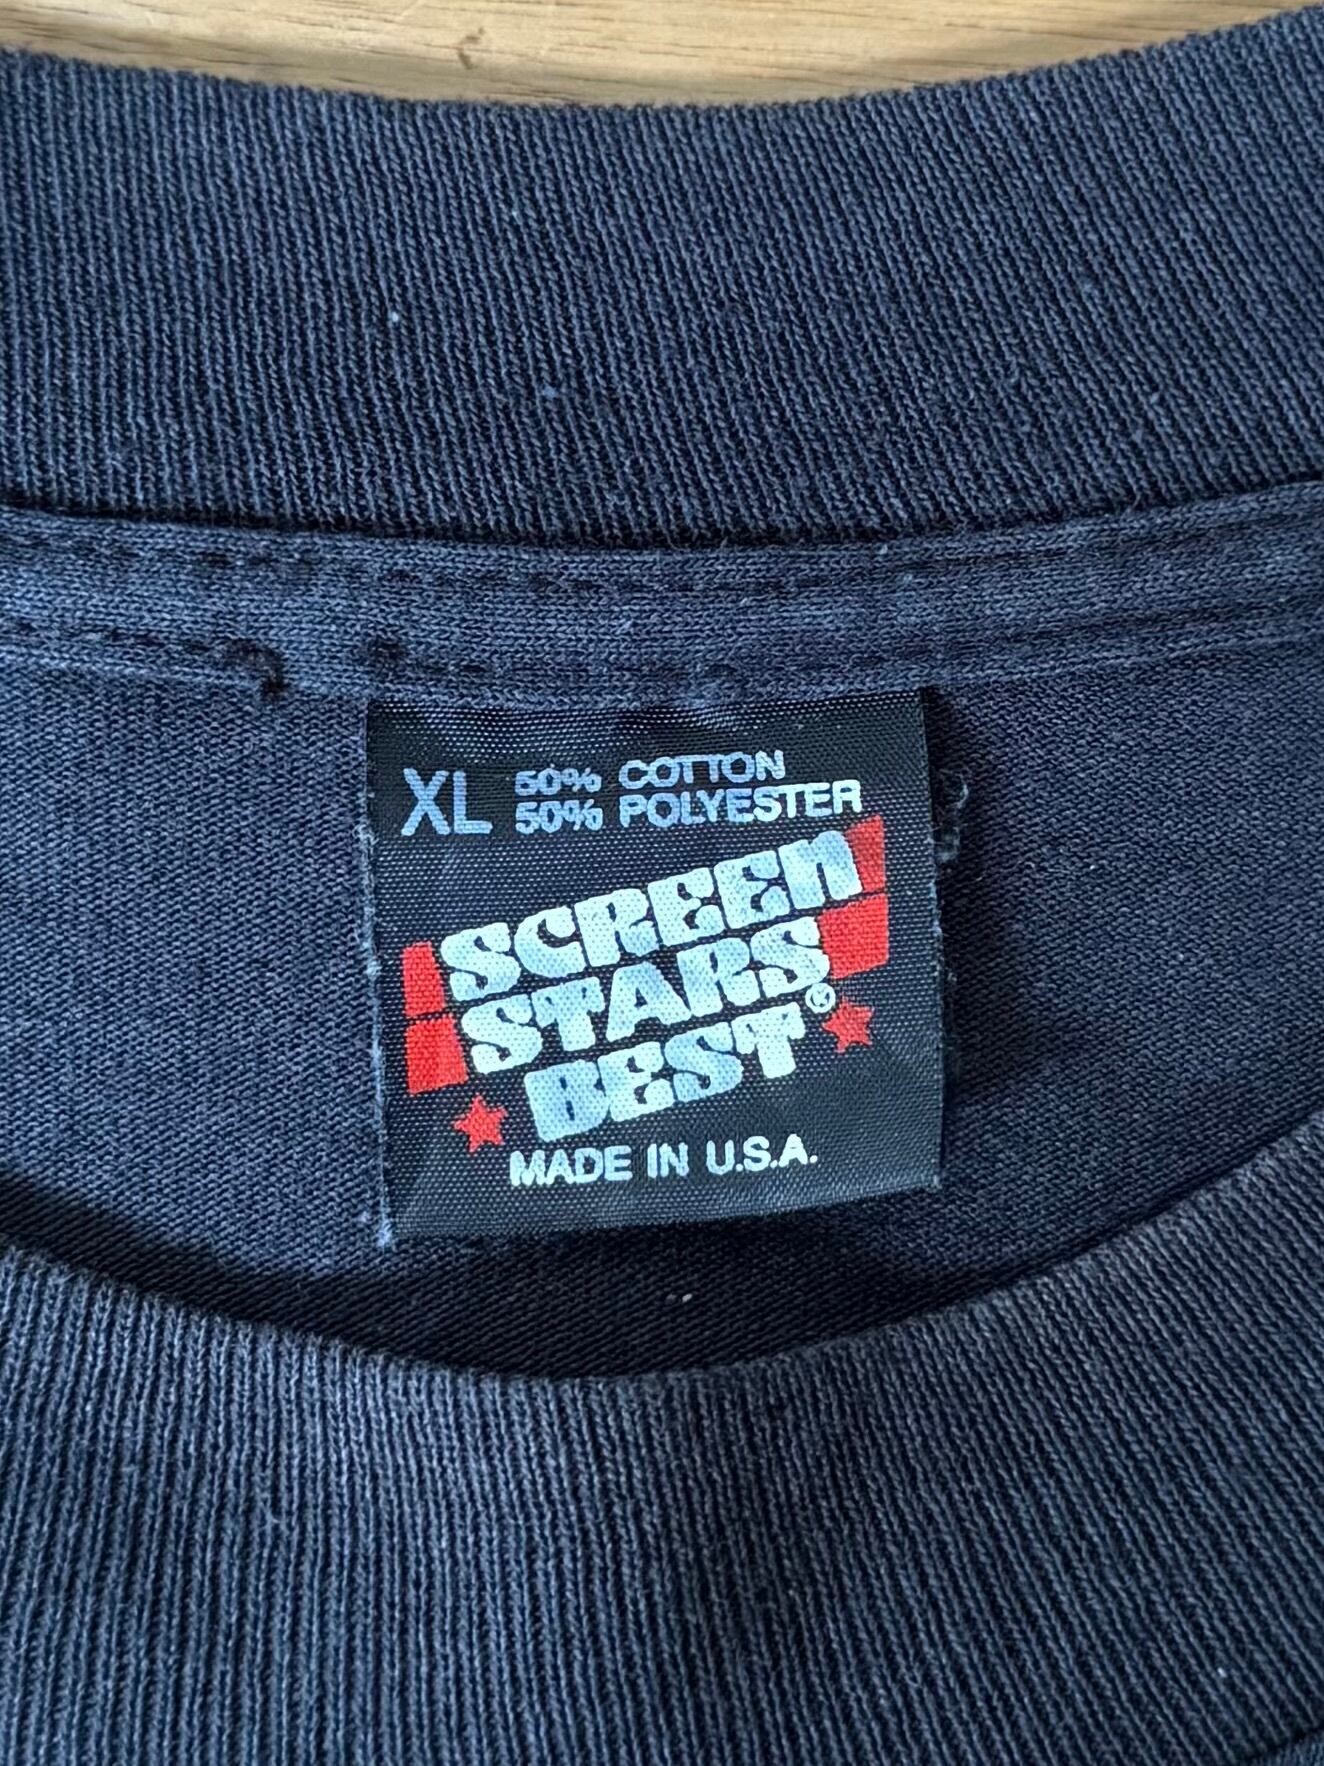 XL 50% COTTON
50% POLYESTER
SCREEN
STARS
BEST®
MADE IN U.S.A.